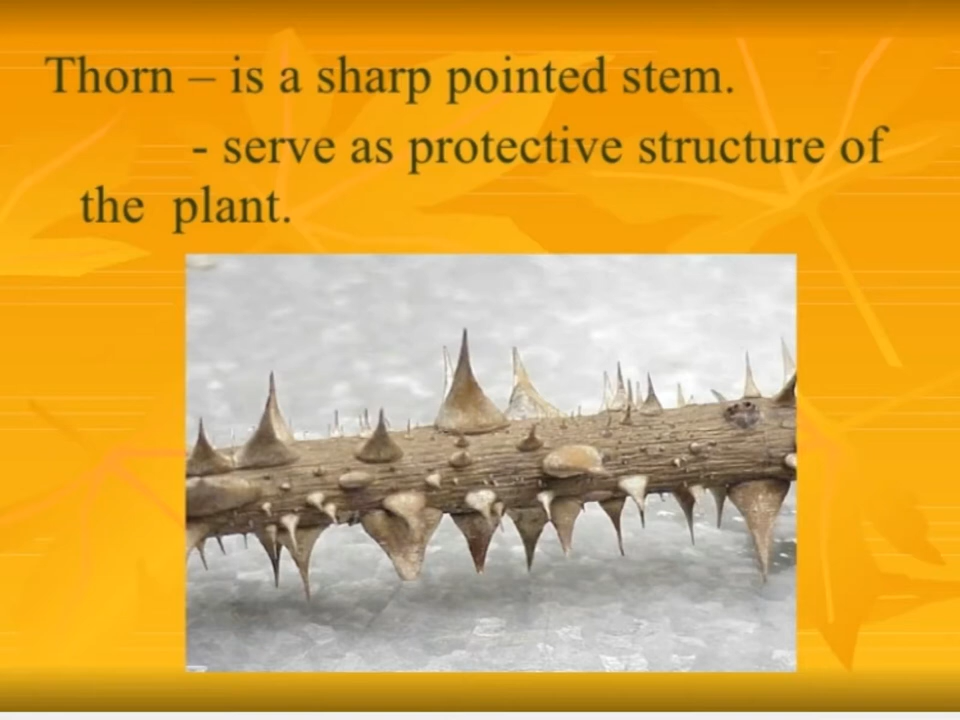 Thorn – is a sharp pointed stem.
- serve as protective structure of
the plant.